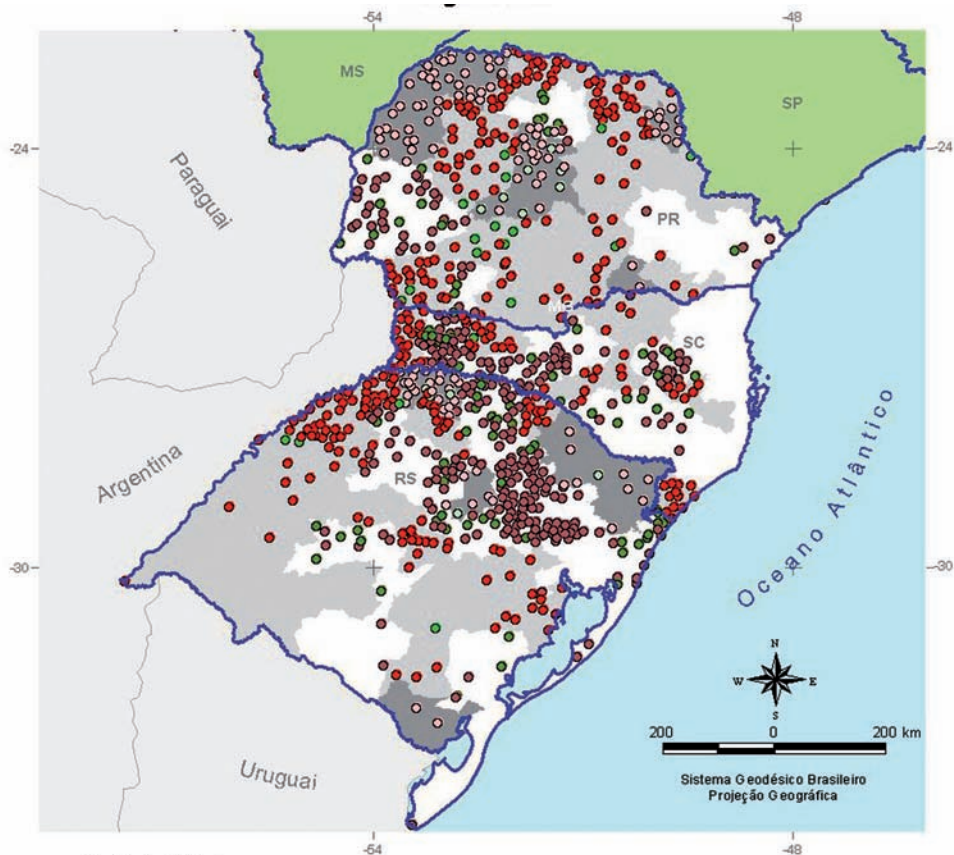 -54
-48
MS
SP
-24
-24
Paraguai
PR
SC
Argentina
RS
Oceano Atlântico
-30
-30
N
W
E
S
200
0
200 km
Sistema Geodésico Brasileiro
Projeção Geográfica
Uruguai
-54
-48